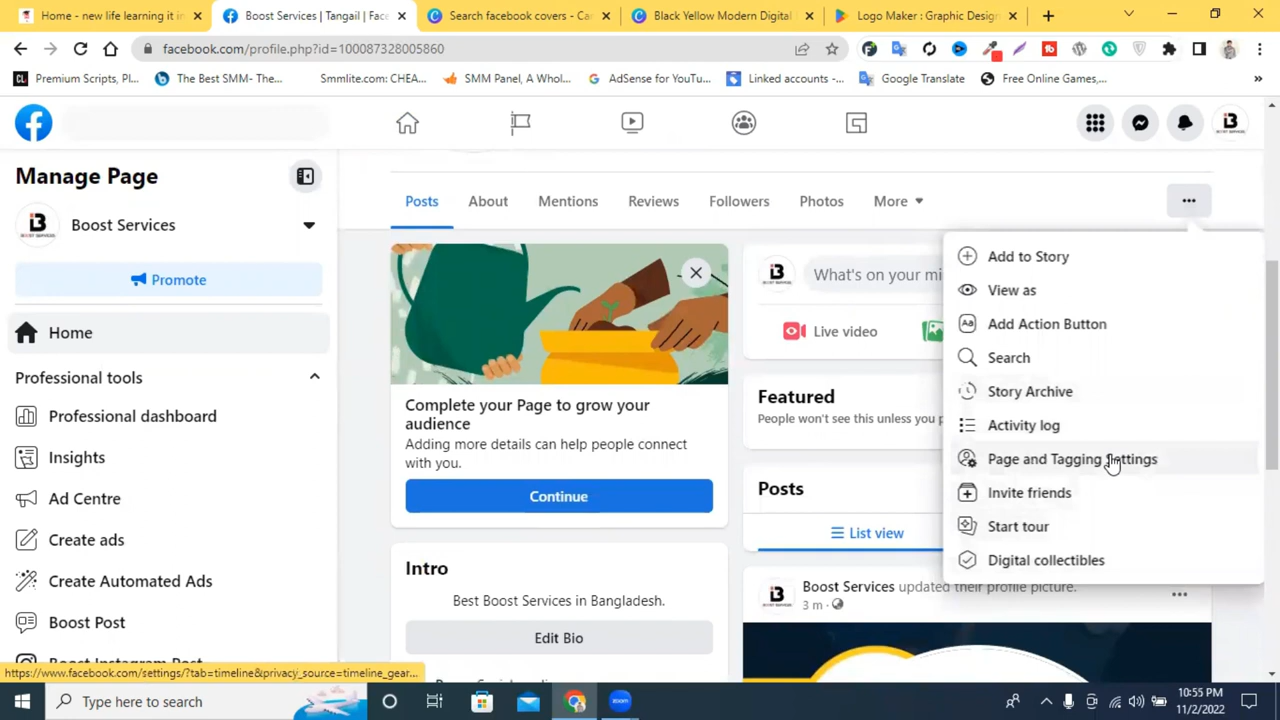 Home - new life learning it in
Boost Services | Tangail | Fac
Search facebook covers - Ca
Black Yellow Modern Digital
Logo Maker : Graphic Design
facebook.com/profile.php?id=100087328005860
Premium Scripts, Pl...
The Best SMM- The...
Smmlite.com: CHEA...
SMM Panel, A Whol...
AdSense for YouTu...
Linked accounts -...
Google Translate
Free Online Games,...
Manage Page
Boost Services
Promote
Home
Professional tools
Professional dashboard
Insights
Ad Centre
Create ads
Create Automated Ads
Boost Post
Boost Instagram Post
https://www.facebook.com/settings/?tab=timeline&privacy_source=timeline_gear...
Posts
About
Mentions
Reviews
Followers
Photos
More
Complete your Page to grow your
audience
Adding more details can help people connect
with you.
Continue
Intro
Best Boost Services in Bangladesh.
Edit Bio
What's on your mi
Live video
Featured
People won't see this unless you p
Posts
List view
Boost Services updated their profile picture.
3 m
Add to Story
View as
Add Action Button
Search
Story Archive
Activity log
Page and Tagging Settings
Invite friends
Start tour
Digital collectibles
Type here to search
zoom
10:55 PM
11/2/2022